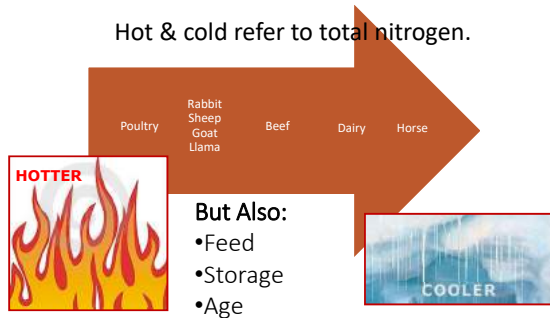 Hot & cold refer to total nitrogen.
Poultry
Rabbit
Sheep
Goat
Llama
Beef
Dairy
Horse
HOTTER
But Also:
•Feed
•Storage
•Age
COOLER